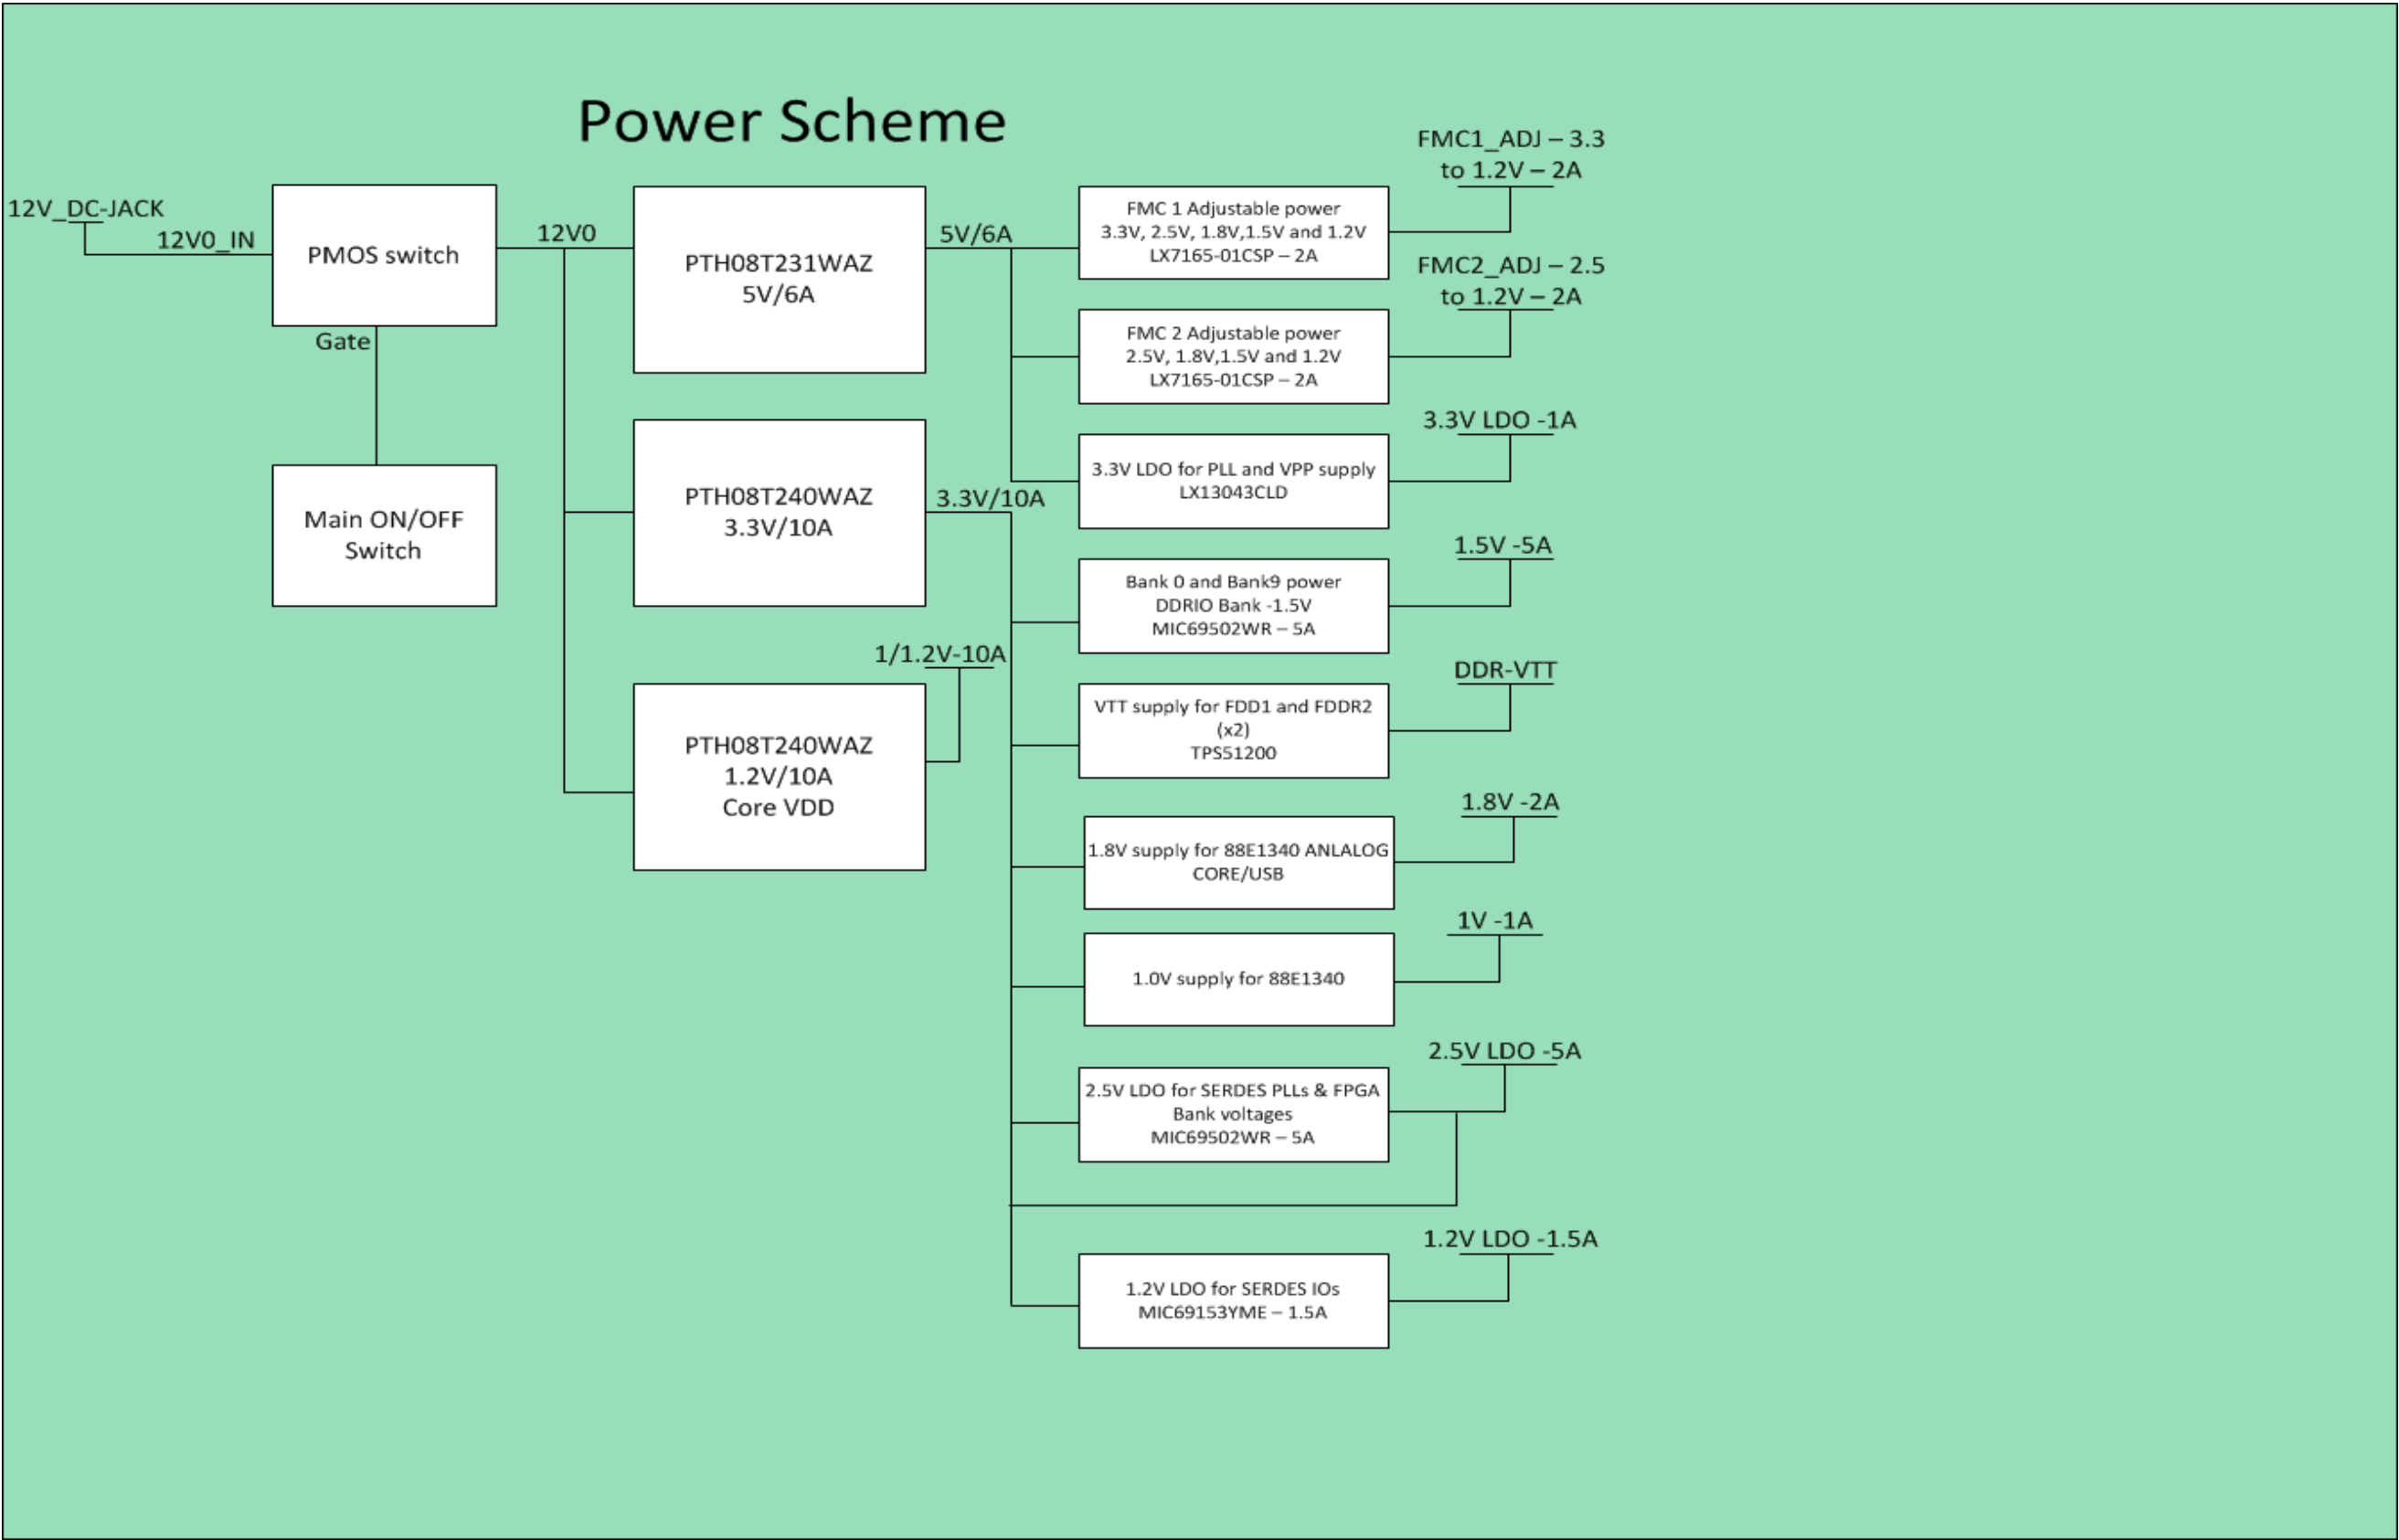 Power Scheme
12V_DC-JACK
12V0_IN
PMOS switch
Gate
Main ON/OFF
Switch
12V0
PTH08T231WAZ
5V/6A
5V/6A
PTH08T240WAZ
3.3V/10A
3.3V/10A
PTH08T240WAZ
1.2V/10A
Core VDD
1/1.2V-10A
FMC 1 Adjustable power
3.3V, 2.5V, 1.8V,1.5V and 1.2V
LX7165-01CSP – 2A
FMC1_ADJ – 3.3
to 1.2V – 2A
FMC 2 Adjustable power
2.5V, 1.8V,1.5V and 1.2V
LX7165-01CSP – 2A
FMC2_ADJ – 2.5
to 1.2V – 2A
3.3V LDO for PLL and VPP supply
LX13043CLD
3.3V LDO -1A
Bank 0 and Bank9 power
DDRIO Bank -1.5V
MIC69502WR – 5A
1.5V -5A
VTT supply for FDD1 and FDDR2
(x2)
TPS51200
DDR-VTT
1.8V supply for 88E1340 ANLALOG
CORE/USB
1.8V -2A
1.0V supply for 88E1340
1V -1A
2.5V LDO for SERDES PLLs & FPGA
Bank voltages
MIC69502WR – 5A
2.5V LDO -5A
1.2V LDO for SERDES IOs
MIC69153YME – 1.5A
1.2V LDO -1.5A